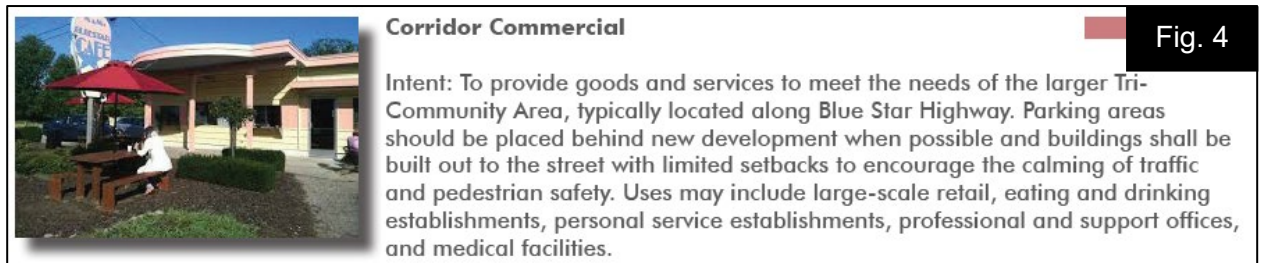 Corridor Commercial
Fig. 4
Intent: To provide goods and services to meet the needs of the larger Tri-
Community Area, typically located along Blue Star Highway. Parking areas
should be placed behind new development when possible and buildings shall be
built out to the street with limited setbacks to encourage the calming of traffic
and pedestrian safety. Uses may include large-scale retail, eating and drinking
establishments, personal service establishments, professional and support offices,
and medical facilities.
CAFE